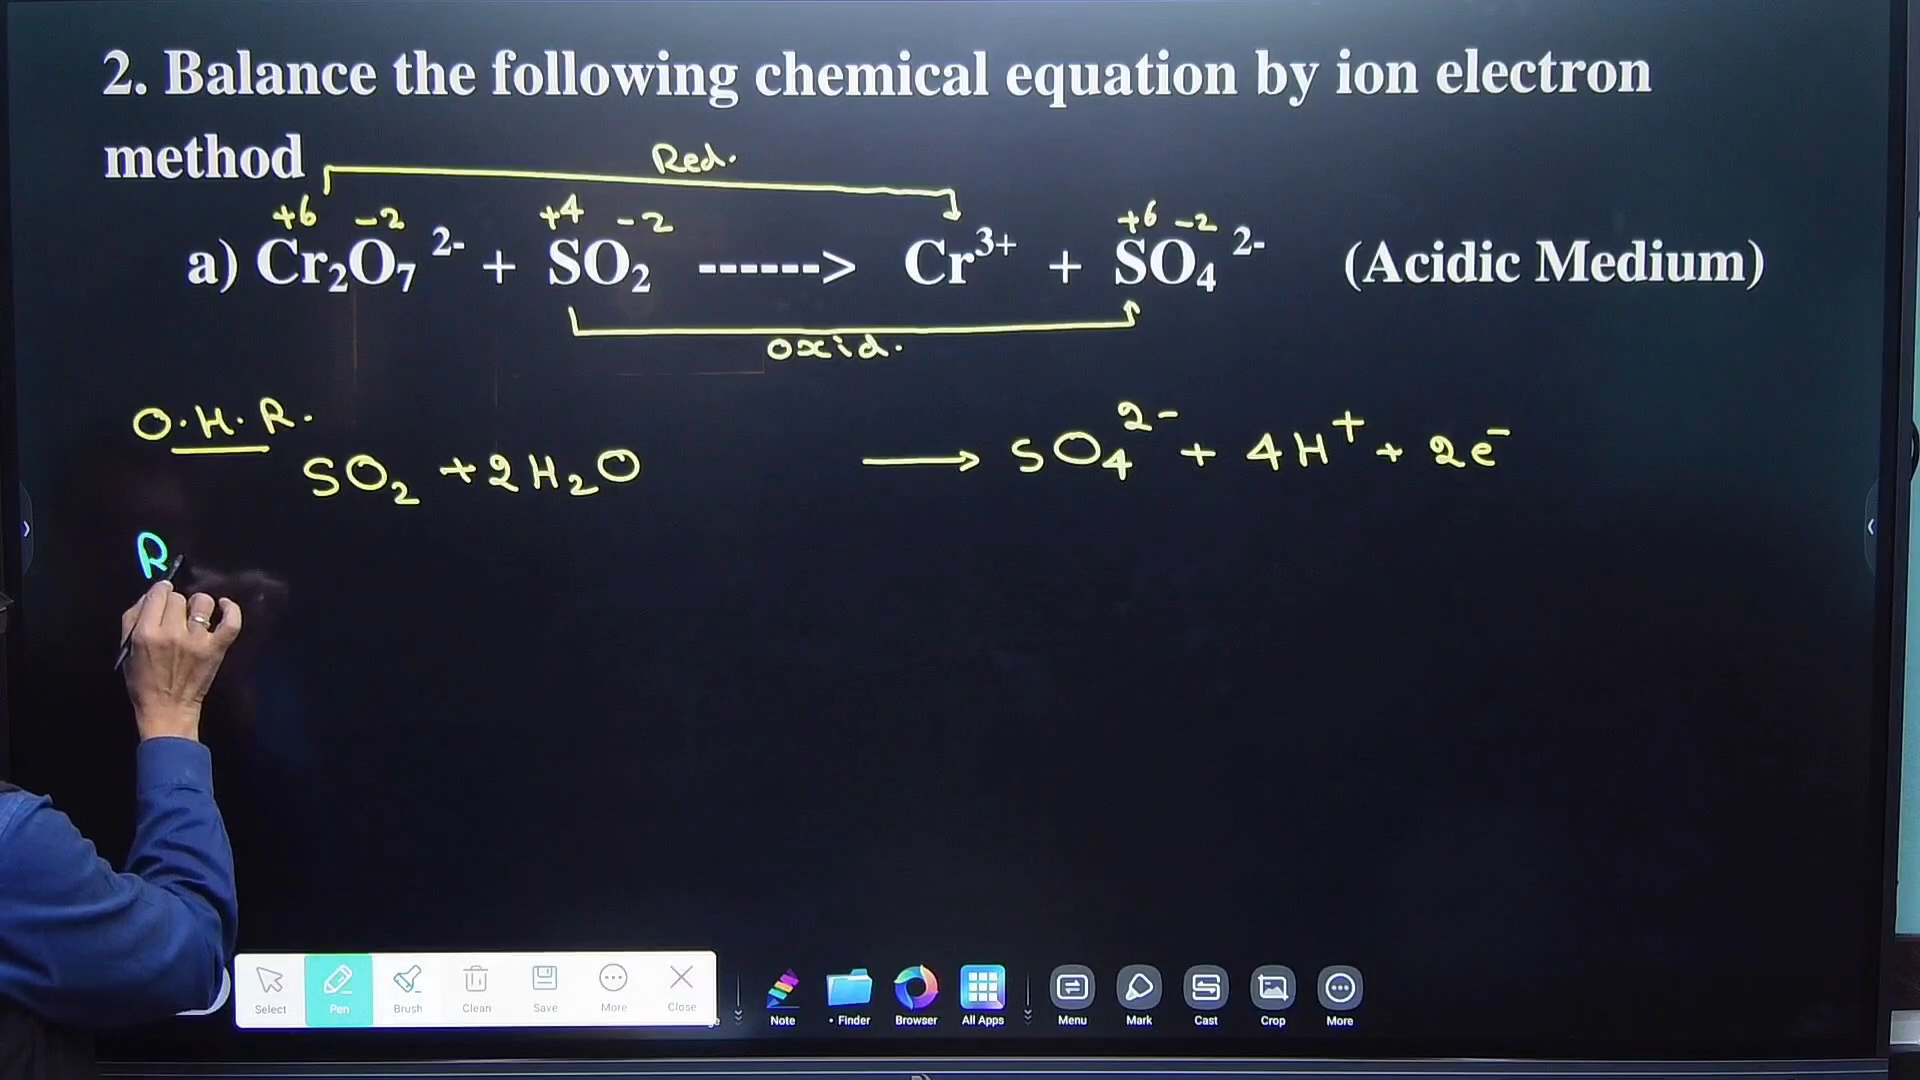 2. Balance the following chemical equation by ion electron
method
Red.
+6 -2 +4 -2 +6 -2
a) Cr₂O₇ ²⁻ + SO₂ ------> Cr³⁺ + SO₄ ²⁻ (Acidic Medium)
oxid.
O.H.R.
SO₂ + 2H₂O ⟶ SO₄²⁻ + 4H⁺ + 2e⁻
R
Select Pen Brush Clean Save More Close
Note • Finder Browser All Apps Menu Mark Cast Crop More